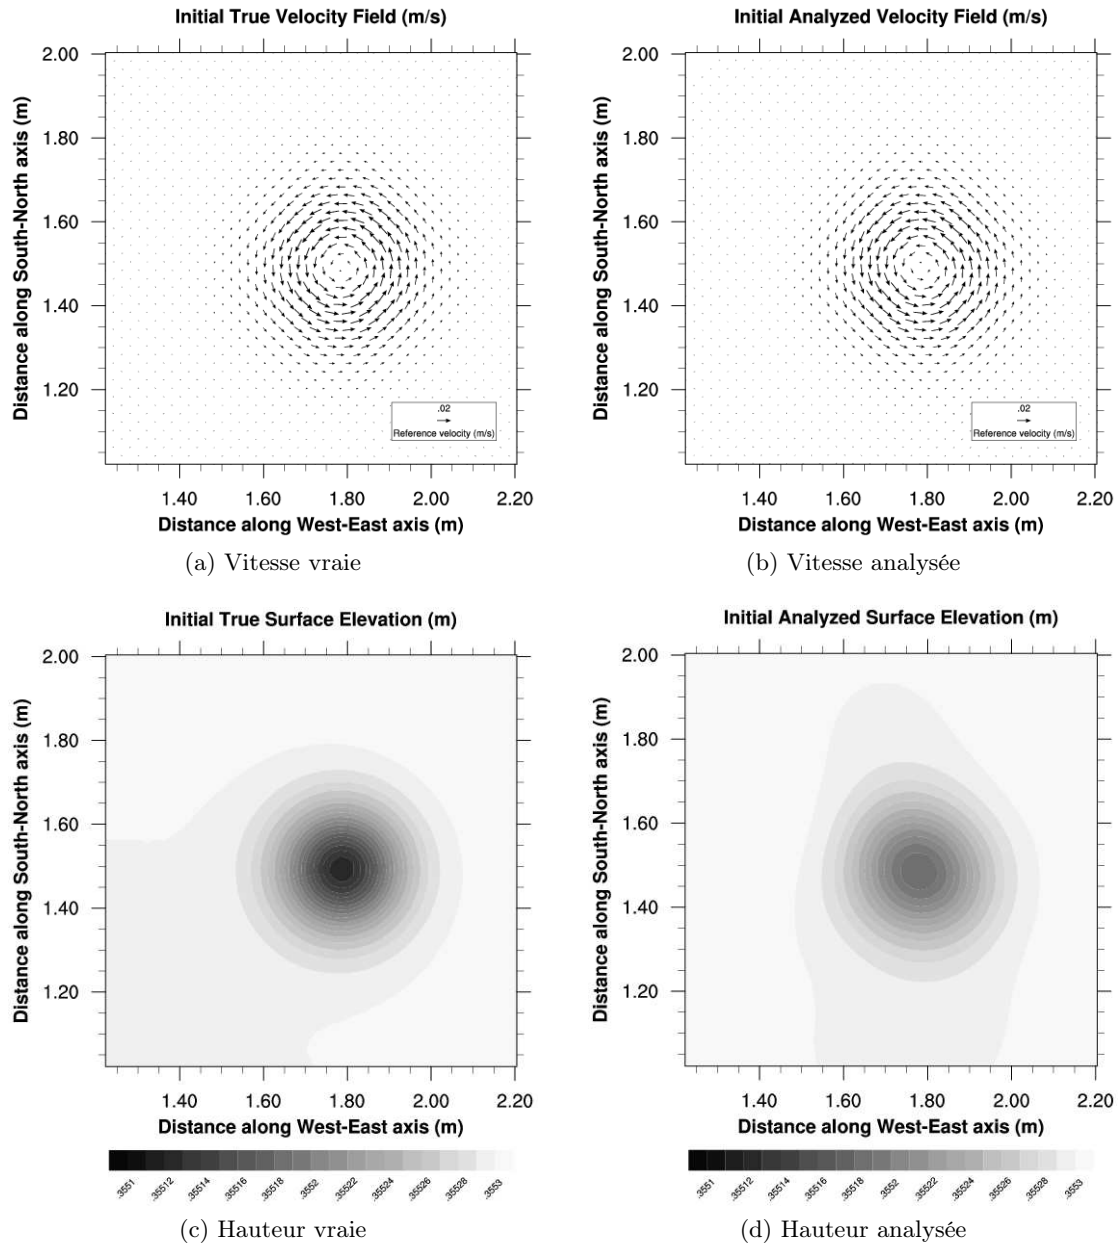 Initial True Velocity Field (m/s)
Distance along South-North axis (m)
2.00
1.80
1.60
1.40
1.20
.02
Reference velocity (m/s)
1.40 1.60 1.80 2.00 2.20
Distance along West-East axis (m)
(a) Vitesse vraie
Initial Analyzed Velocity Field (m/s)
Distance along South-North axis (m)
2.00
1.80
1.60
1.40
1.20
.02
Reference velocity (m/s)
1.40 1.60 1.80 2.00 2.20
Distance along West-East axis (m)
(b) Vitesse analysée
Initial True Surface Elevation (m)
Distance along South-North axis (m)
2.00
1.80
1.60
1.40
1.20
1.40 1.60 1.80 2.00 2.20
Distance along West-East axis (m)
.3551 .35512 .35514 .35516 .35518 .3552 .35522 .35524 .35526 .35528 .3553
(c) Hauteur vraie
Initial Analyzed Surface Elevation (m)
Distance along South-North axis (m)
2.00
1.80
1.60
1.40
1.20
1.40 1.60 1.80 2.00 2.20
Distance along West-East axis (m)
.3551 .35512 .35514 .35516 .35518 .3552 .35522 .35524 .35526 .35528 .3553
(d) Hauteur analysée